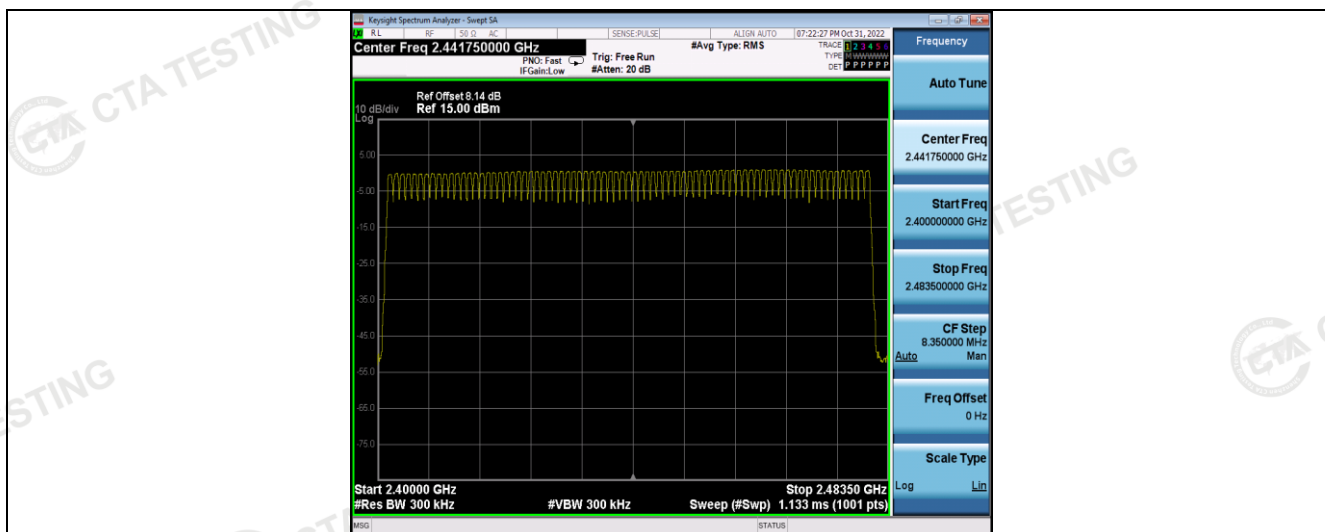 Keysight Spectrum Analyzer - Swept SA
RL RF 50 Ω AC SENSE:PULSE ALIGN AUTO 07:22:27 PM Oct 31, 2022
Center Freq 2.441750000 GHz
#Avg Type: RMS
TRACE 1 2 3 4 5 6
PNO: Fast
Trig: Free Run
TYPE M WWWWW
IFGain:Low
#Atten: 20 dB
DET P P P P P P
Ref Offset 8.14 dB
10 dB/div Ref 15.00 dBm
Log
5.00
-5.00
-15.0
-25.0
-35.0
-45.0
-55.0
-65.0
-75.0
Start 2.40000 GHz
Stop 2.48350 GHz
#Res BW 300 kHz
#VBW 300 kHz
Sweep (#Swp) 1.133 ms (1001 pts)
MSG
STATUS
Frequency
Auto Tune
Center Freq
2.441750000 GHz
Start Freq
2.400000000 GHz
Stop Freq
2.483500000 GHz
CF Step
8.350000 MHz
Auto Man
Freq Offset
0 Hz
Scale Type
Log Lin
CTA TESTING
CTA
TESTING
STING
CTA